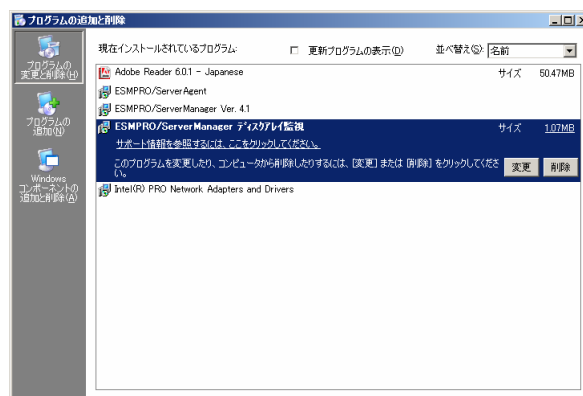 プログラムの追加と削除
現在インストールされているプログラム:
更新プログラムの表示(D)
並べ替え(S):
名前
プログラムの
変更と削除(H)
プログラムの
追加(N)
Windows
コンポーネントの
追加と削除(A)
Adobe Reader 6.0.1 - Japanese
サイズ
50.47MB
ESMPRO/ServerAgent
ESMPRO/ServerManager Ver. 4.1
ESMPRO/ServerManager ディスクアレイ監視
サイズ
1.07MB
サポート情報を参照するには、ここをクリックしてください。
このプログラムを変更したり、コンピュータから削除したりするには、[変更] または [削除] をクリックしてくださ
い。
変更
削除
Intel(R) PRO Network Adapters and Drivers